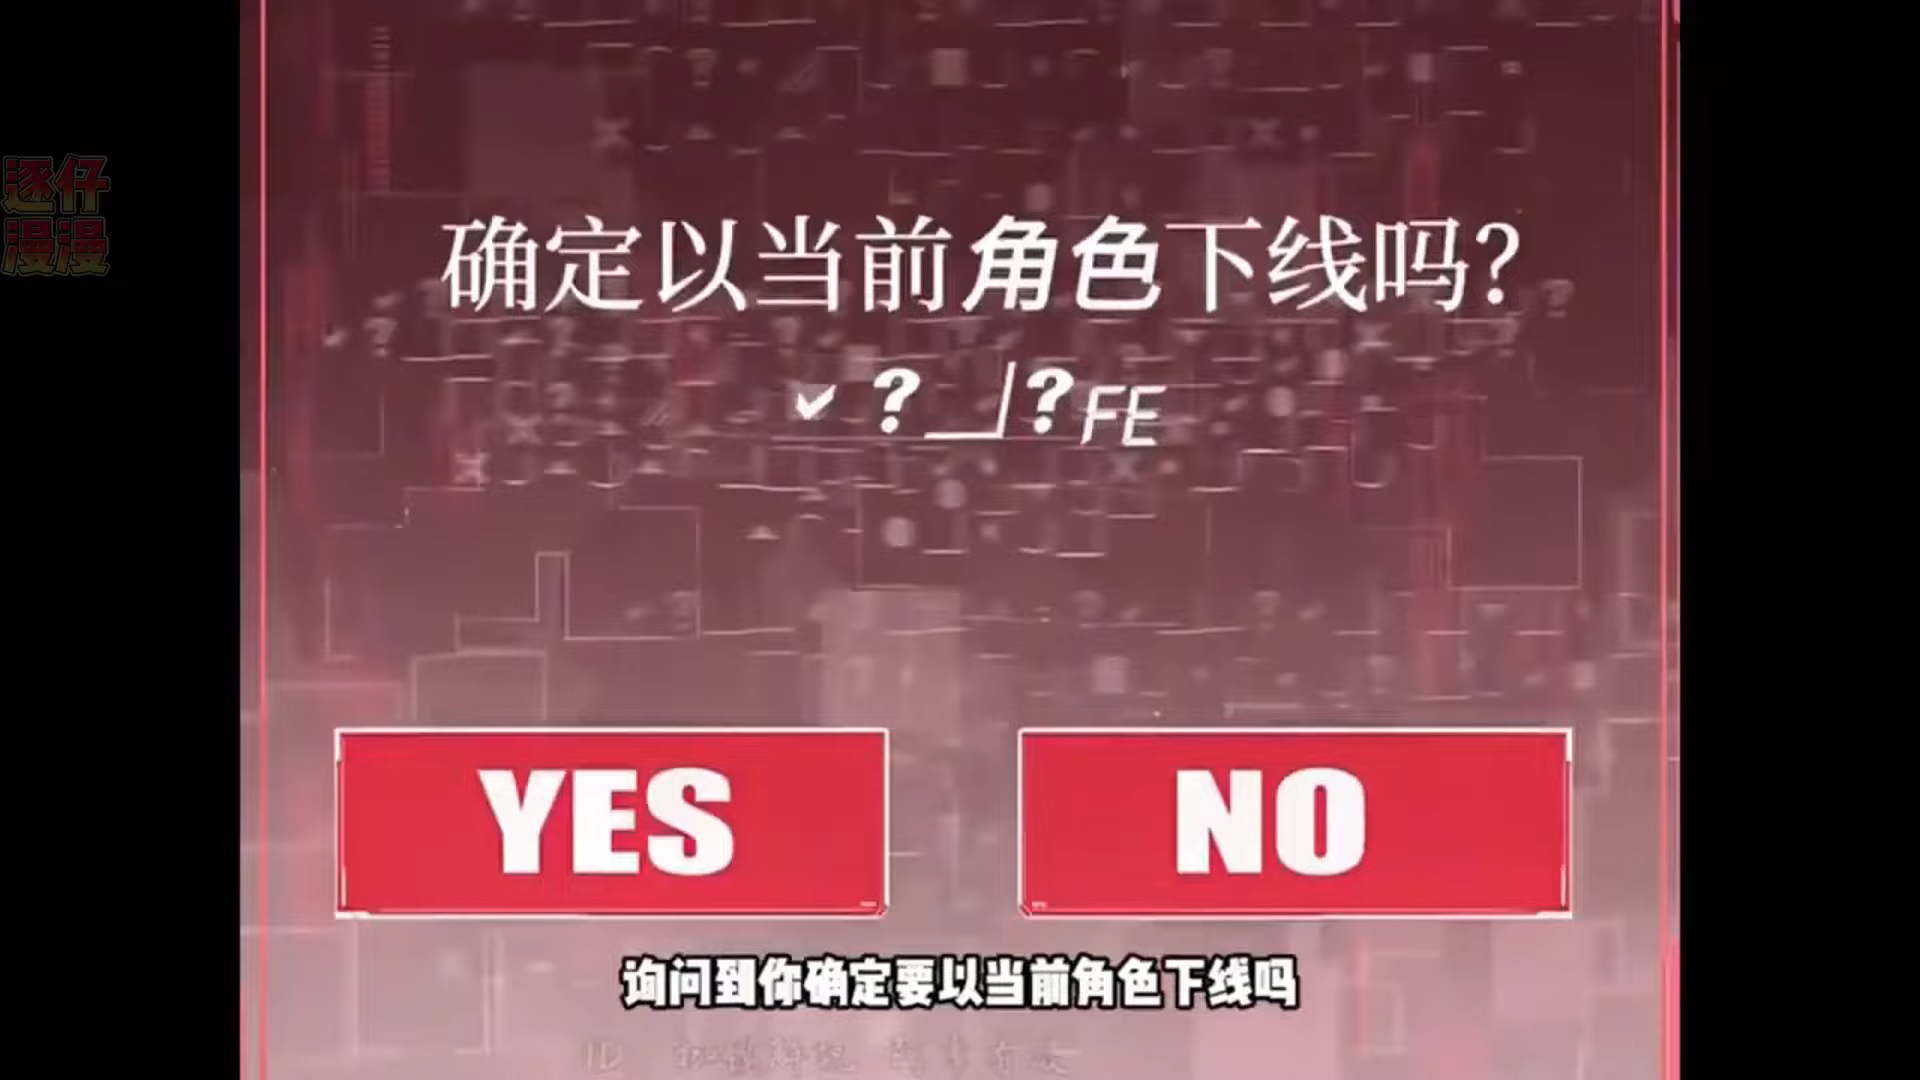 逐仔
漫漫
确定以当前角色下线吗？
? _/?FE
YES
NO
询问到你确定要以当前角色下线吗